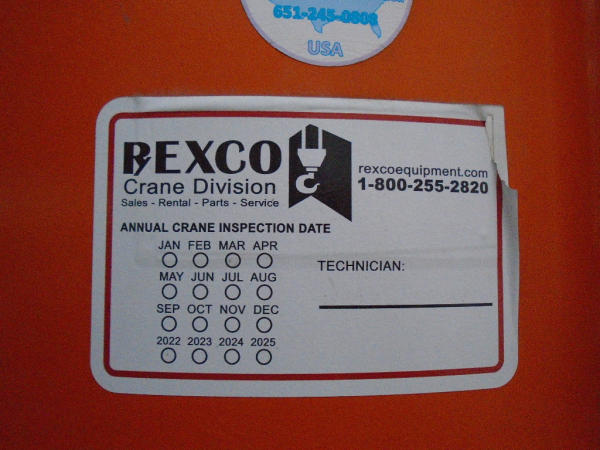 651-245-0808
USA
REXCO
Crane Division
Sales - Rental - Parts - Service
rexcoequipment.com
1-800-255-2820
ANNUAL CRANE INSPECTION DATE
JAN FEB MAR APR
MAY JUN JUL AUG
SEP OCT NOV DEC
2022 2023 2024 2025
TECHNICIAN: